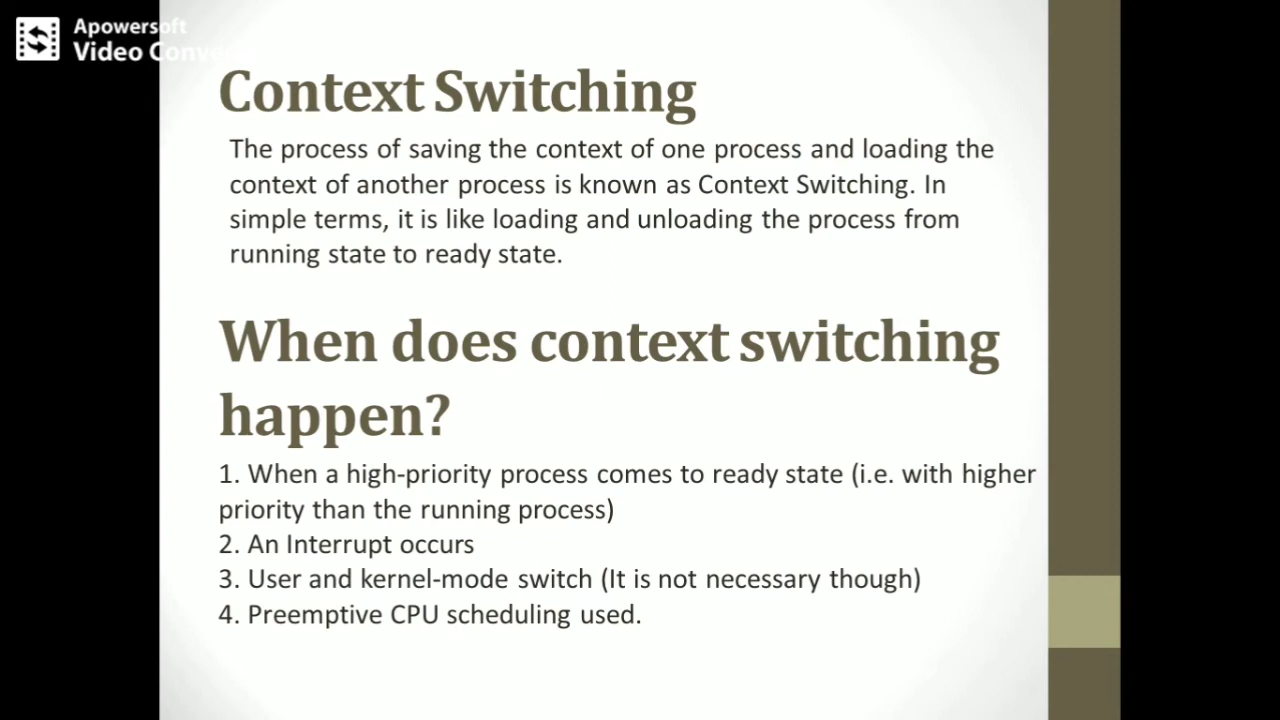 Apowersoft
Video Conve
Context Switching
The process of saving the context of one process and loading the
context of another process is known as Context Switching. In
simple terms, it is like loading and unloading the process from
running state to ready state.
When does context switching
happen?
1. When a high-priority process comes to ready state (i.e. with higher
priority than the running process)
2. An Interrupt occurs
3. User and kernel-mode switch (It is not necessary though)
4. Preemptive CPU scheduling used.